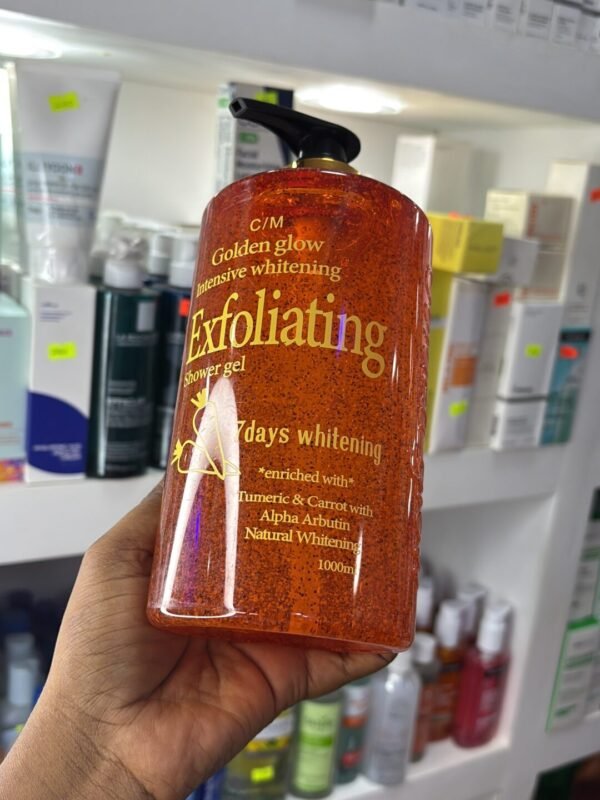 C/M
Golden glow
Intensive whitening
Exfoliating
Shower gel
7days whitening
*enriched with*
Tumeric & Carrot with
Alpha Arbutin
Natural Whitening
1000m